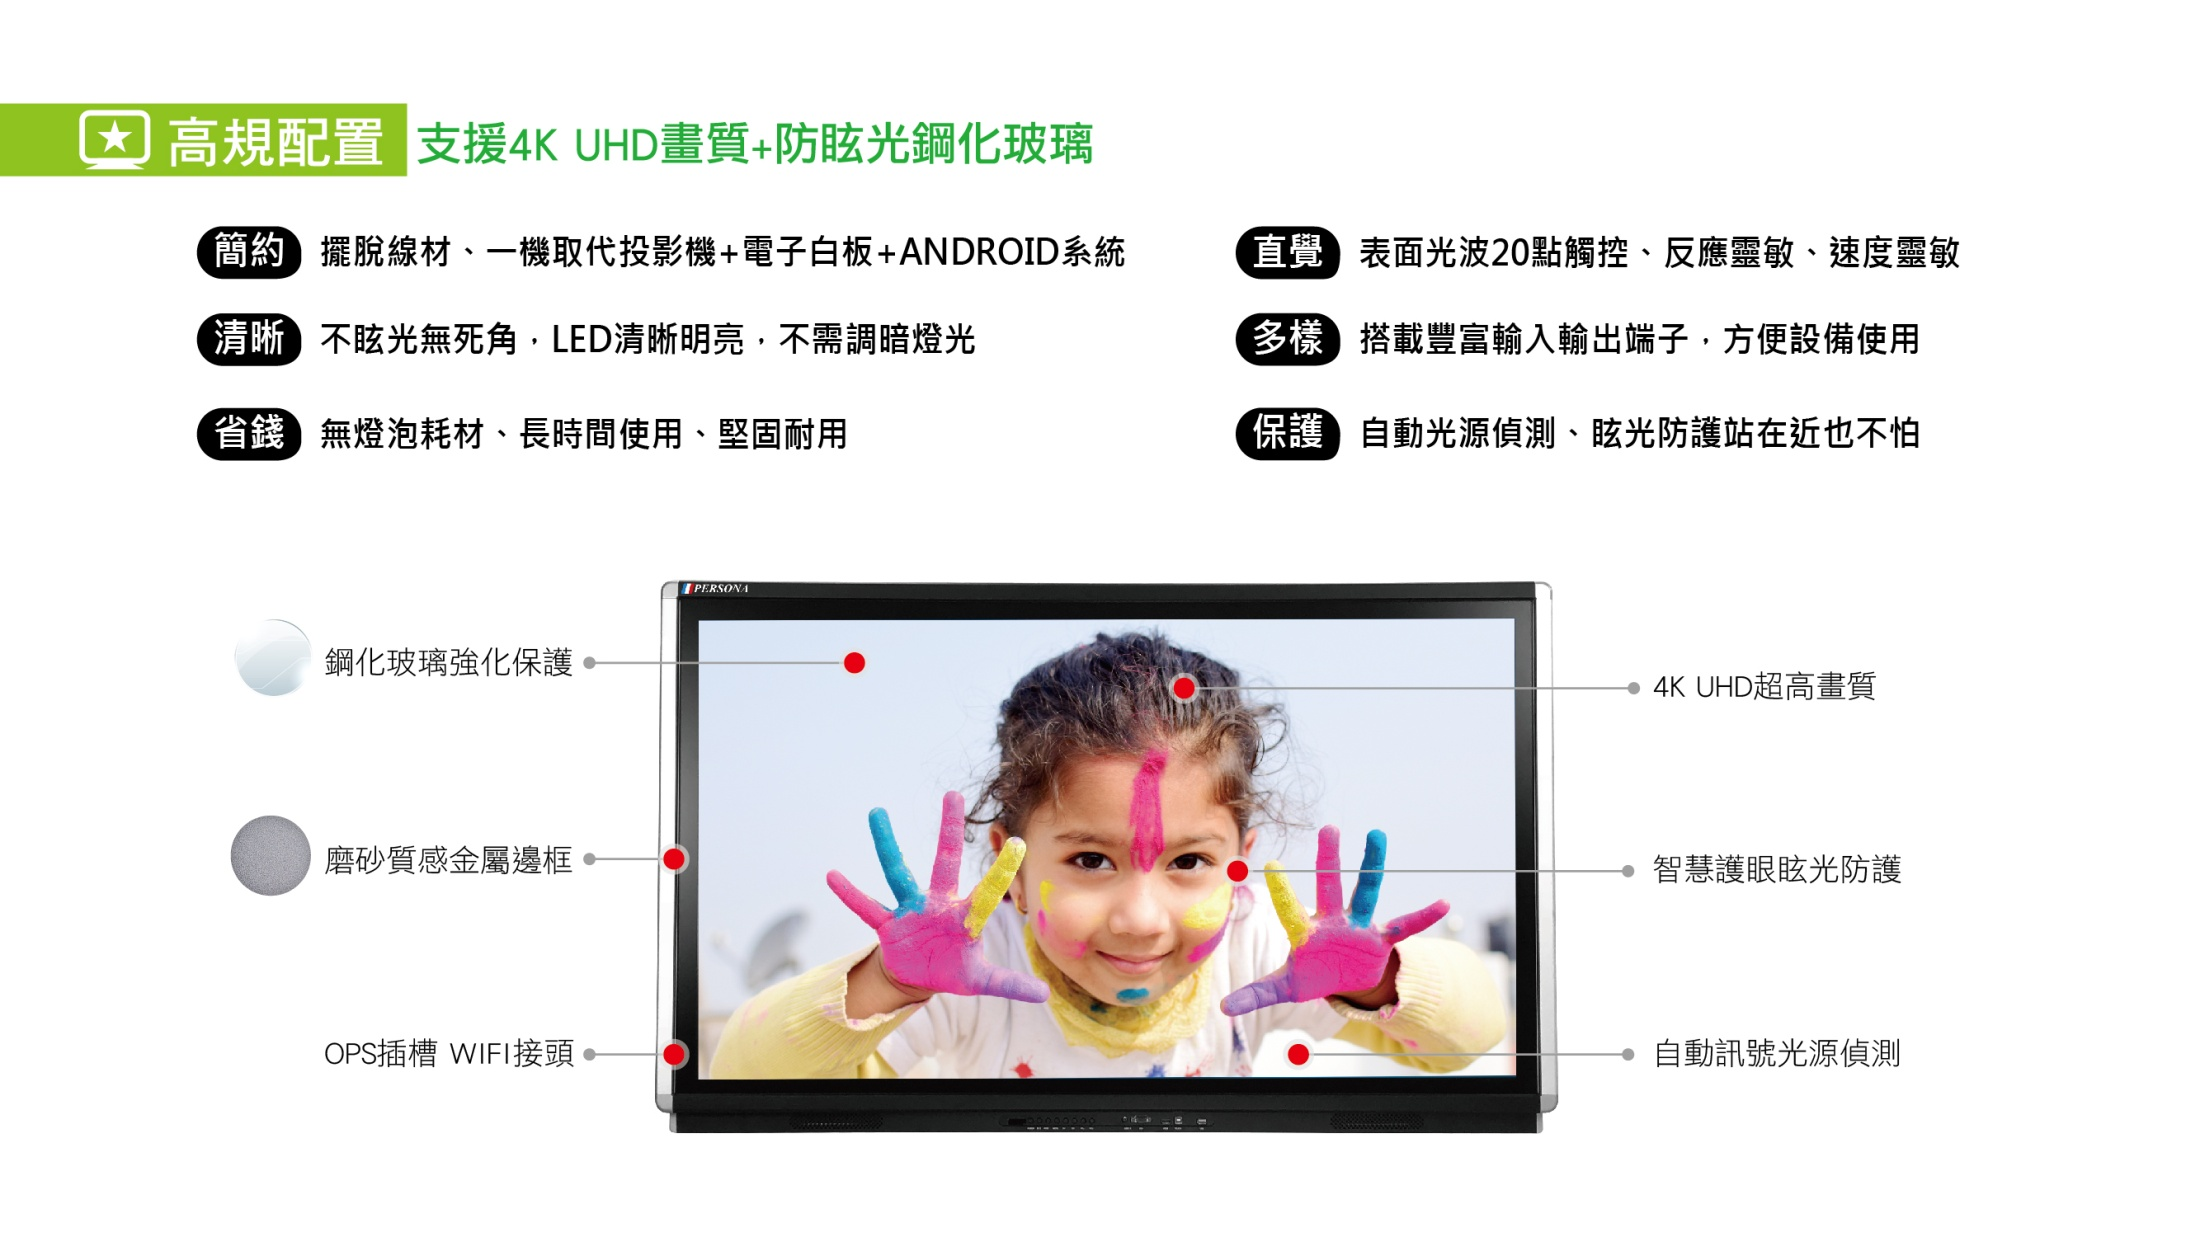 高規配置 支援4K UHD畫質+防眩光鋼化玻璃
簡約 擺脫線材、一機取代投影機+電子白板+ANDROID系統
清晰 不眩光無死角，LED清晰明亮，不需調暗燈光
省錢 無燈泡耗材、長時間使用、堅固耐用
直覺 表面光波20點觸控、反應靈敏、速度靈敏
多樣 搭載豐富輸入輸出端子，方便設備使用
保護 自動光源偵測、眩光防護站在近也不怕
PERSONA
鋼化玻璃強化保護
磨砂質感金屬邊框
OPS插槽 WIFI接頭
4K UHD超高畫質
智慧護眼眩光防護
自動訊號光源偵測